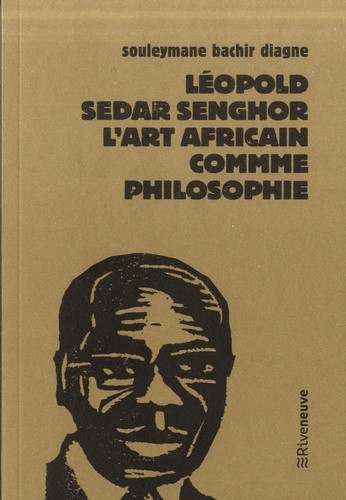 souleymane bachir diagne
LÉOPOLD
SEDAR SENGHOR
L'ART AFRICAIN
COMMME
PHILOSOPHIE
Riveneuve